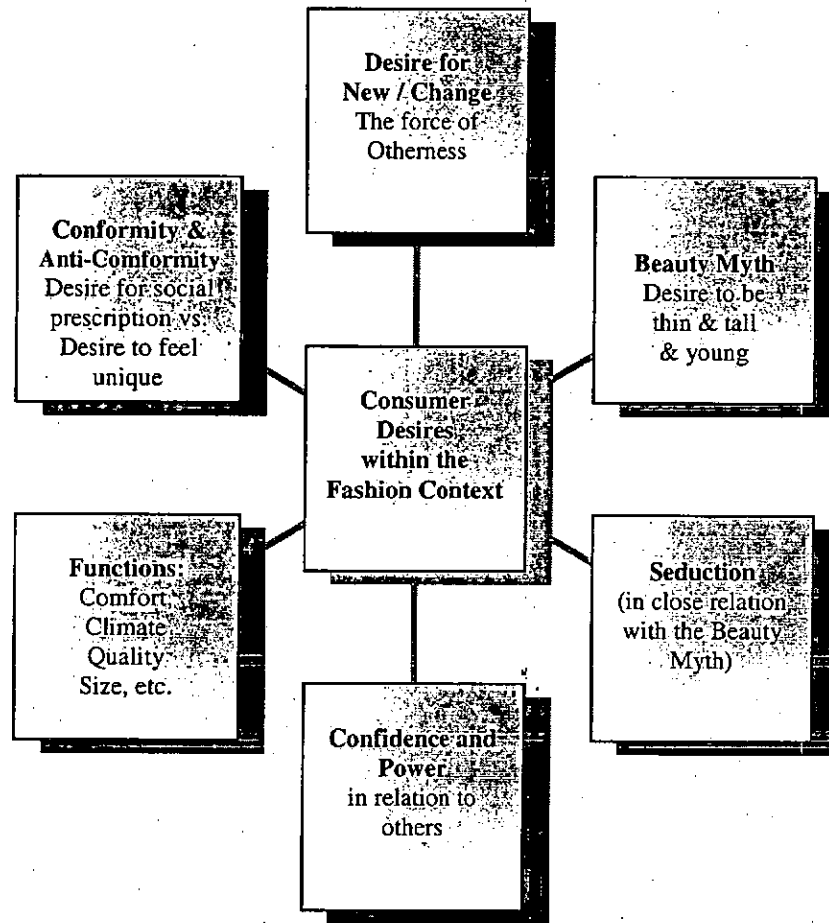 Desire for
New / Change
The force of
Otherness
Conformity &
Anti-Comformity
Desire for social
prescription vs.
Desire to feel
unique
Beauty Myth
Desire to be
thin & tall
& young
Consumer
Desires
within the
Fashion Context
Functions:
Comfort
Climate
Quality
Size, etc.
Seduction
(in close relation
with the Beauty
Myth)
Confidence and
Power
in relation to
others